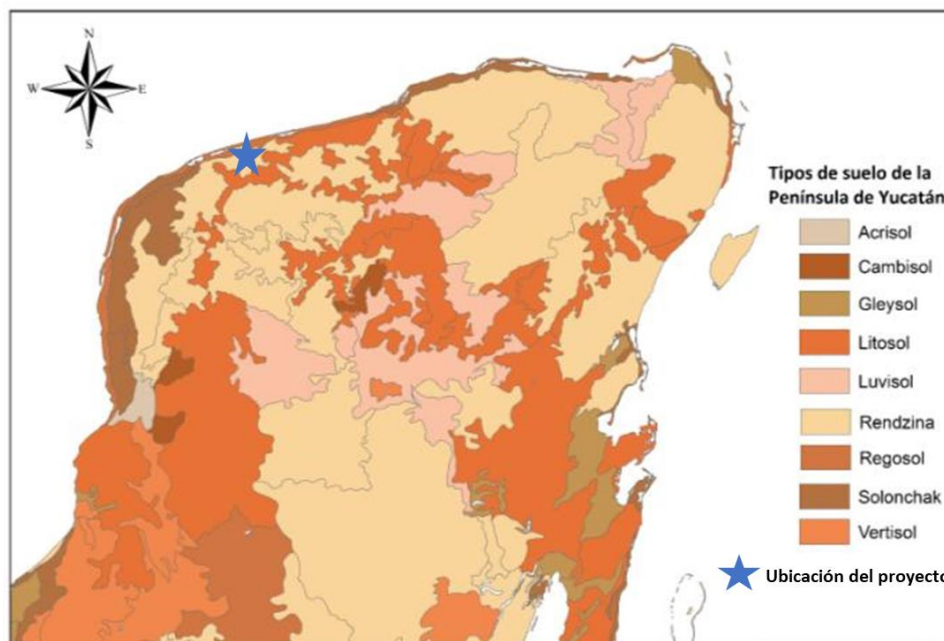 N
W
E
S
Tipos de suelo de la
Península de Yucatán
Acrisol
Cambisol
Gleysol
Litosol
Luvisol
Rendzina
Regosol
Solonchak
Vertisol
Ubicación del proyecto